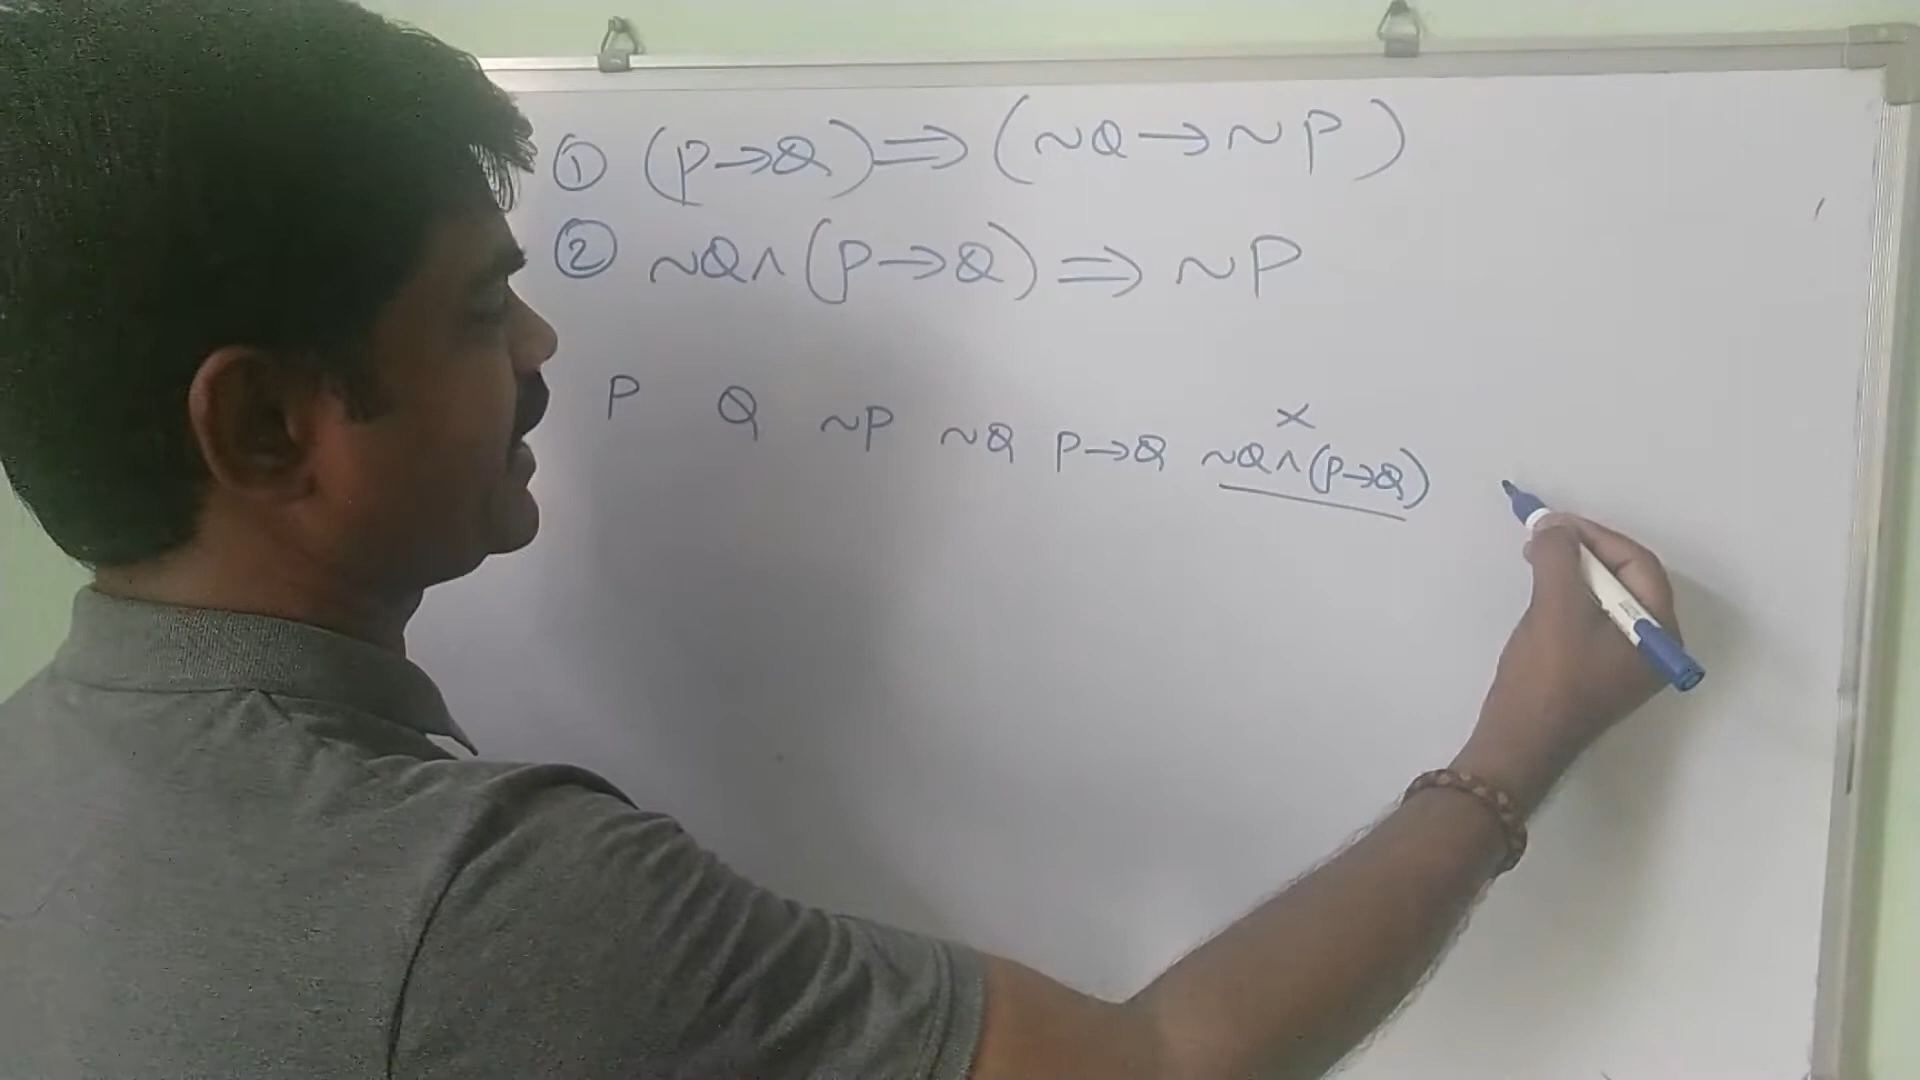 ① (P→Q)⇒(~Q→~P)
② ~Q∧(P→Q)⇒~P
X
P Q ~P ~Q P→Q ~Q∧(P→Q)